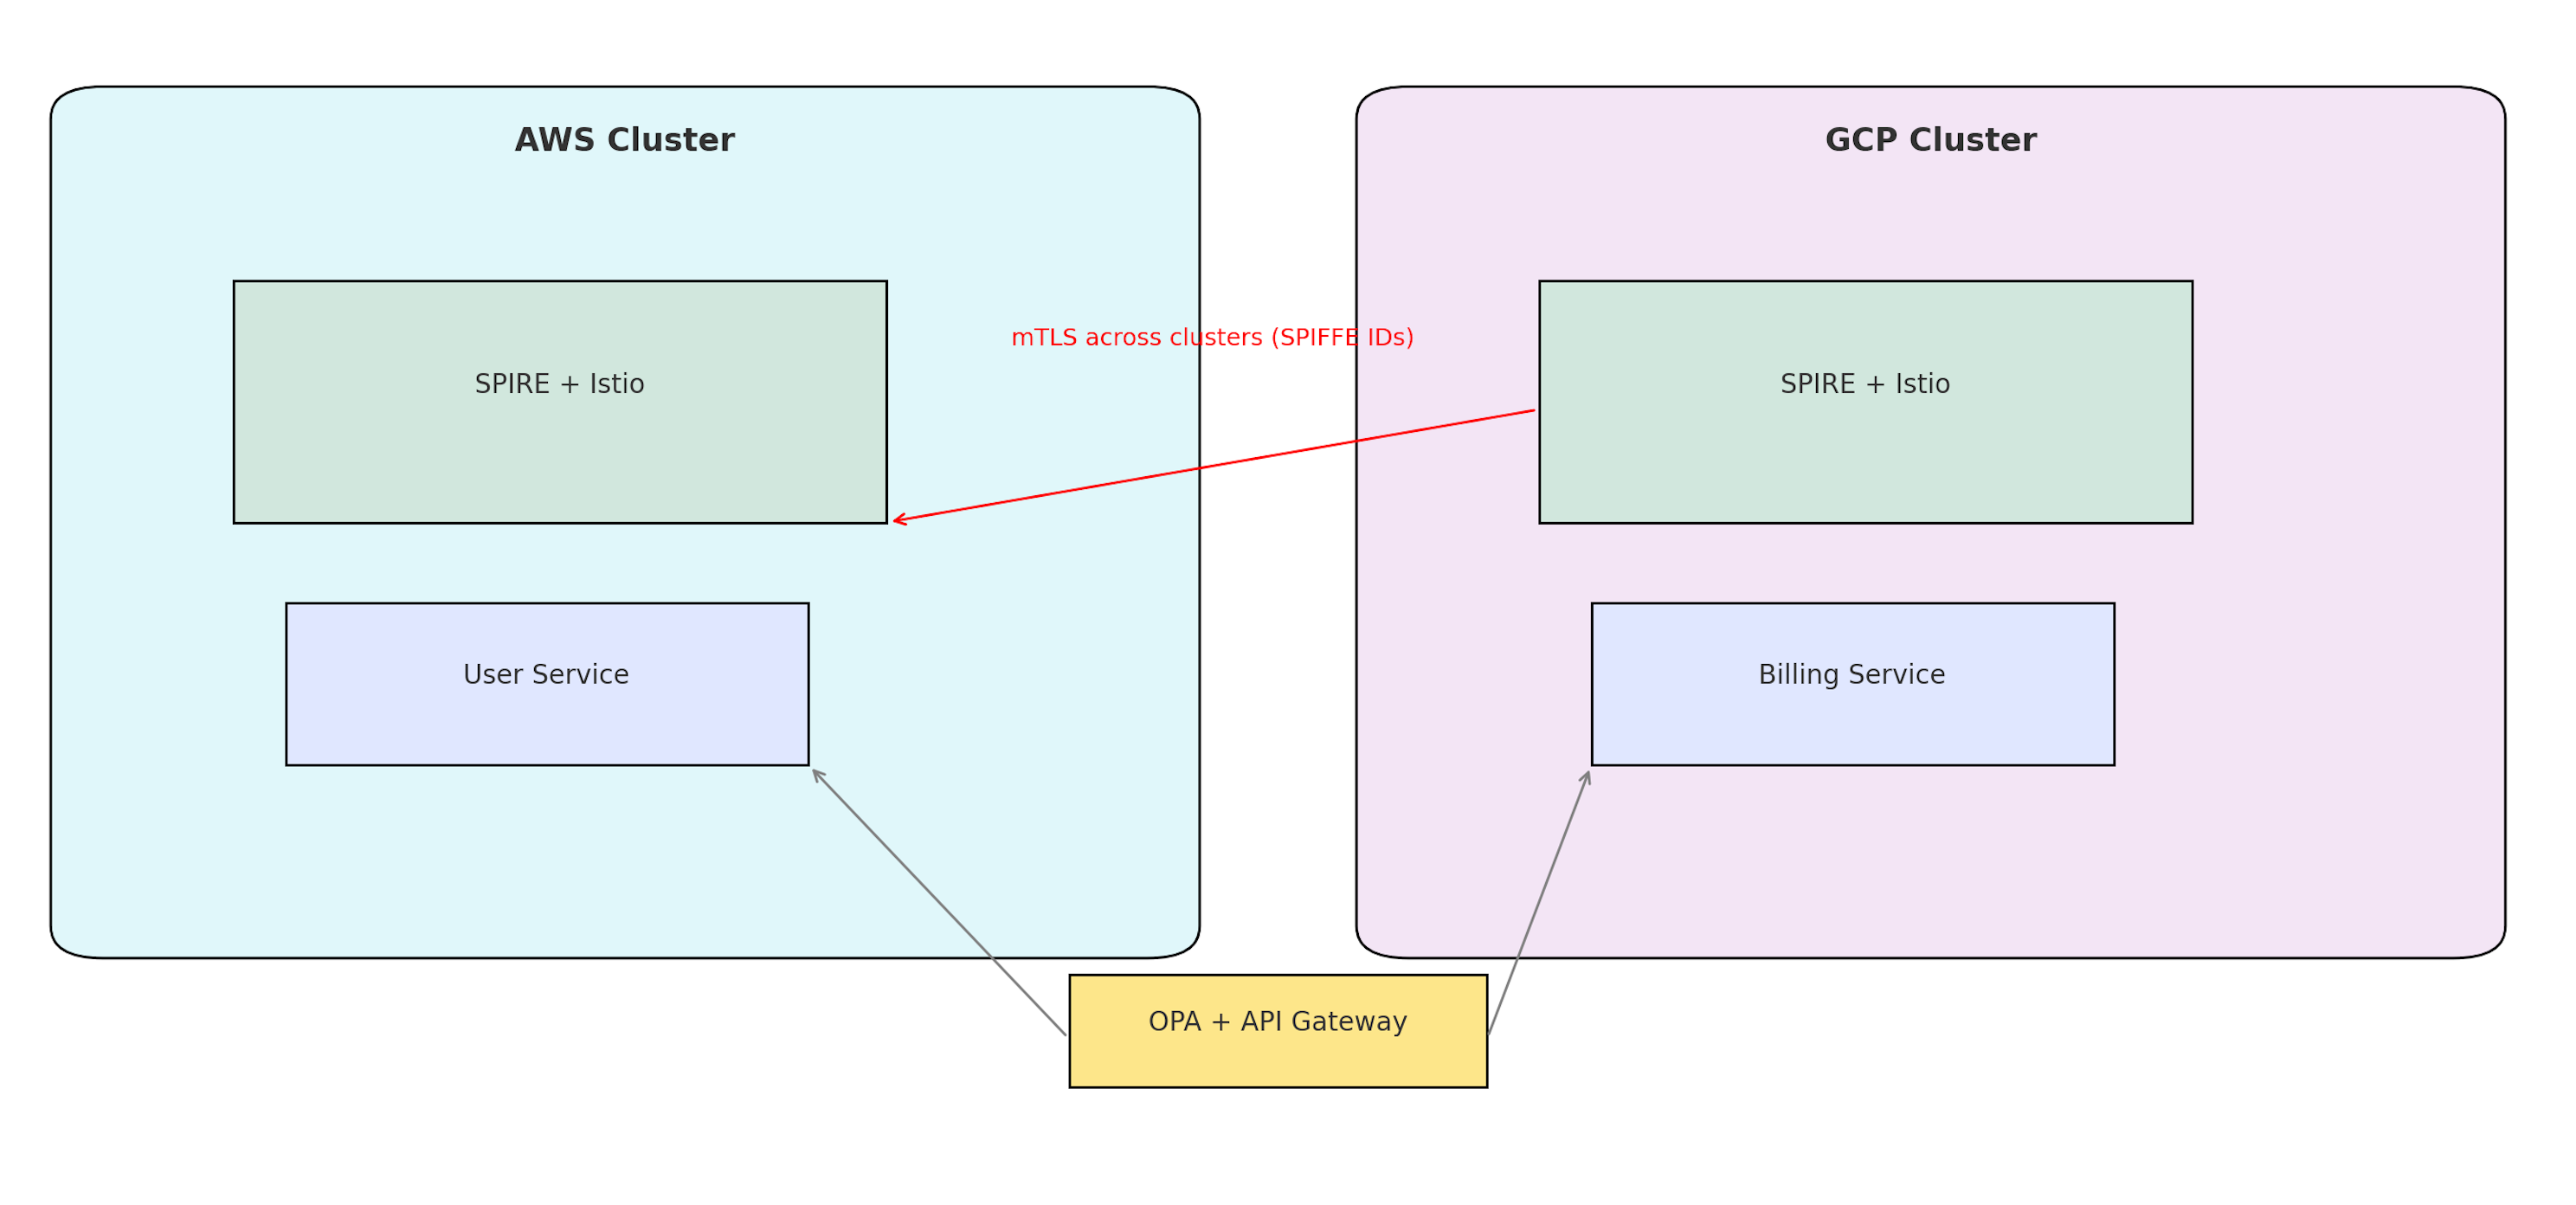 AWS Cluster
GCP Cluster
mTLS across clusters (SPIFFE IDs)
SPIRE + Istio
SPIRE + Istio
User Service
Billing Service
OPA + API Gateway